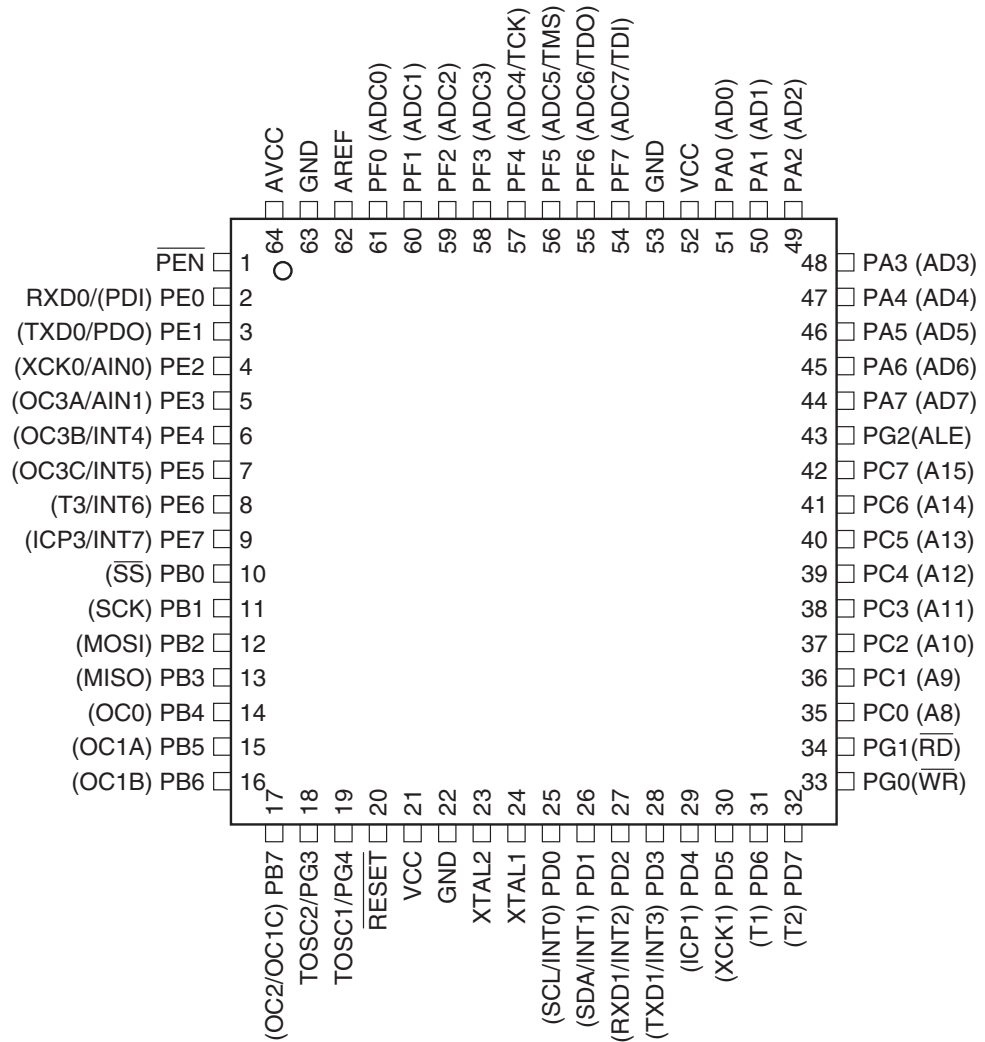 AVCC
GND
AREF
PF0 (ADC0)
PF1 (ADC1)
PF2 (ADC2)
PF3 (ADC3)
PF4 (ADC4/TCK)
PF5 (ADC5/TMS)
PF6 (ADC6/TDO)
PF7 (ADC7/TDI)
GND
VCC
PA0 (AD0)
PA1 (AD1)
PA2 (AD2)
64
63
62
61
60
59
58
57
56
55
54
53
52
51
50
49
PEN 1
RXD0/(PDI) PE0 2
(TXD0/PDO) PE1 3
(XCK0/AIN0) PE2 4
(OC3A/AIN1) PE3 5
(OC3B/INT4) PE4 6
(OC3C/INT5) PE5 7
(T3/INT6) PE6 8
(ICP3/INT7) PE7 9
(SS) PB0 10
(SCK) PB1 11
(MOSI) PB2 12
(MISO) PB3 13
(OC0) PB4 14
(OC1A) PB5 15
(OC1B) PB6 16
48 PA3 (AD3)
47 PA4 (AD4)
46 PA5 (AD5)
45 PA6 (AD6)
44 PA7 (AD7)
43 PG2(ALE)
42 PC7 (A15)
41 PC6 (A14)
40 PC5 (A13)
39 PC4 (A12)
38 PC3 (A11)
37 PC2 (A10)
36 PC1 (A9)
35 PC0 (A8)
34 PG1(RD)
33 PG0(WR)
17
18
19
20
21
22
23
24
25
26
27
28
29
30
31
32
(OC2/OC1C) PB7
TOSC2/PG3
TOSC1/PG4
RESET
VCC
GND
XTAL2
XTAL1
(SCL/INT0) PD0
(SDA/INT1) PD1
(RXD1/INT2) PD2
(TXD1/INT3) PD3
(ICP1) PD4
(XCK1) PD5
(T1) PD6
(T2) PD7